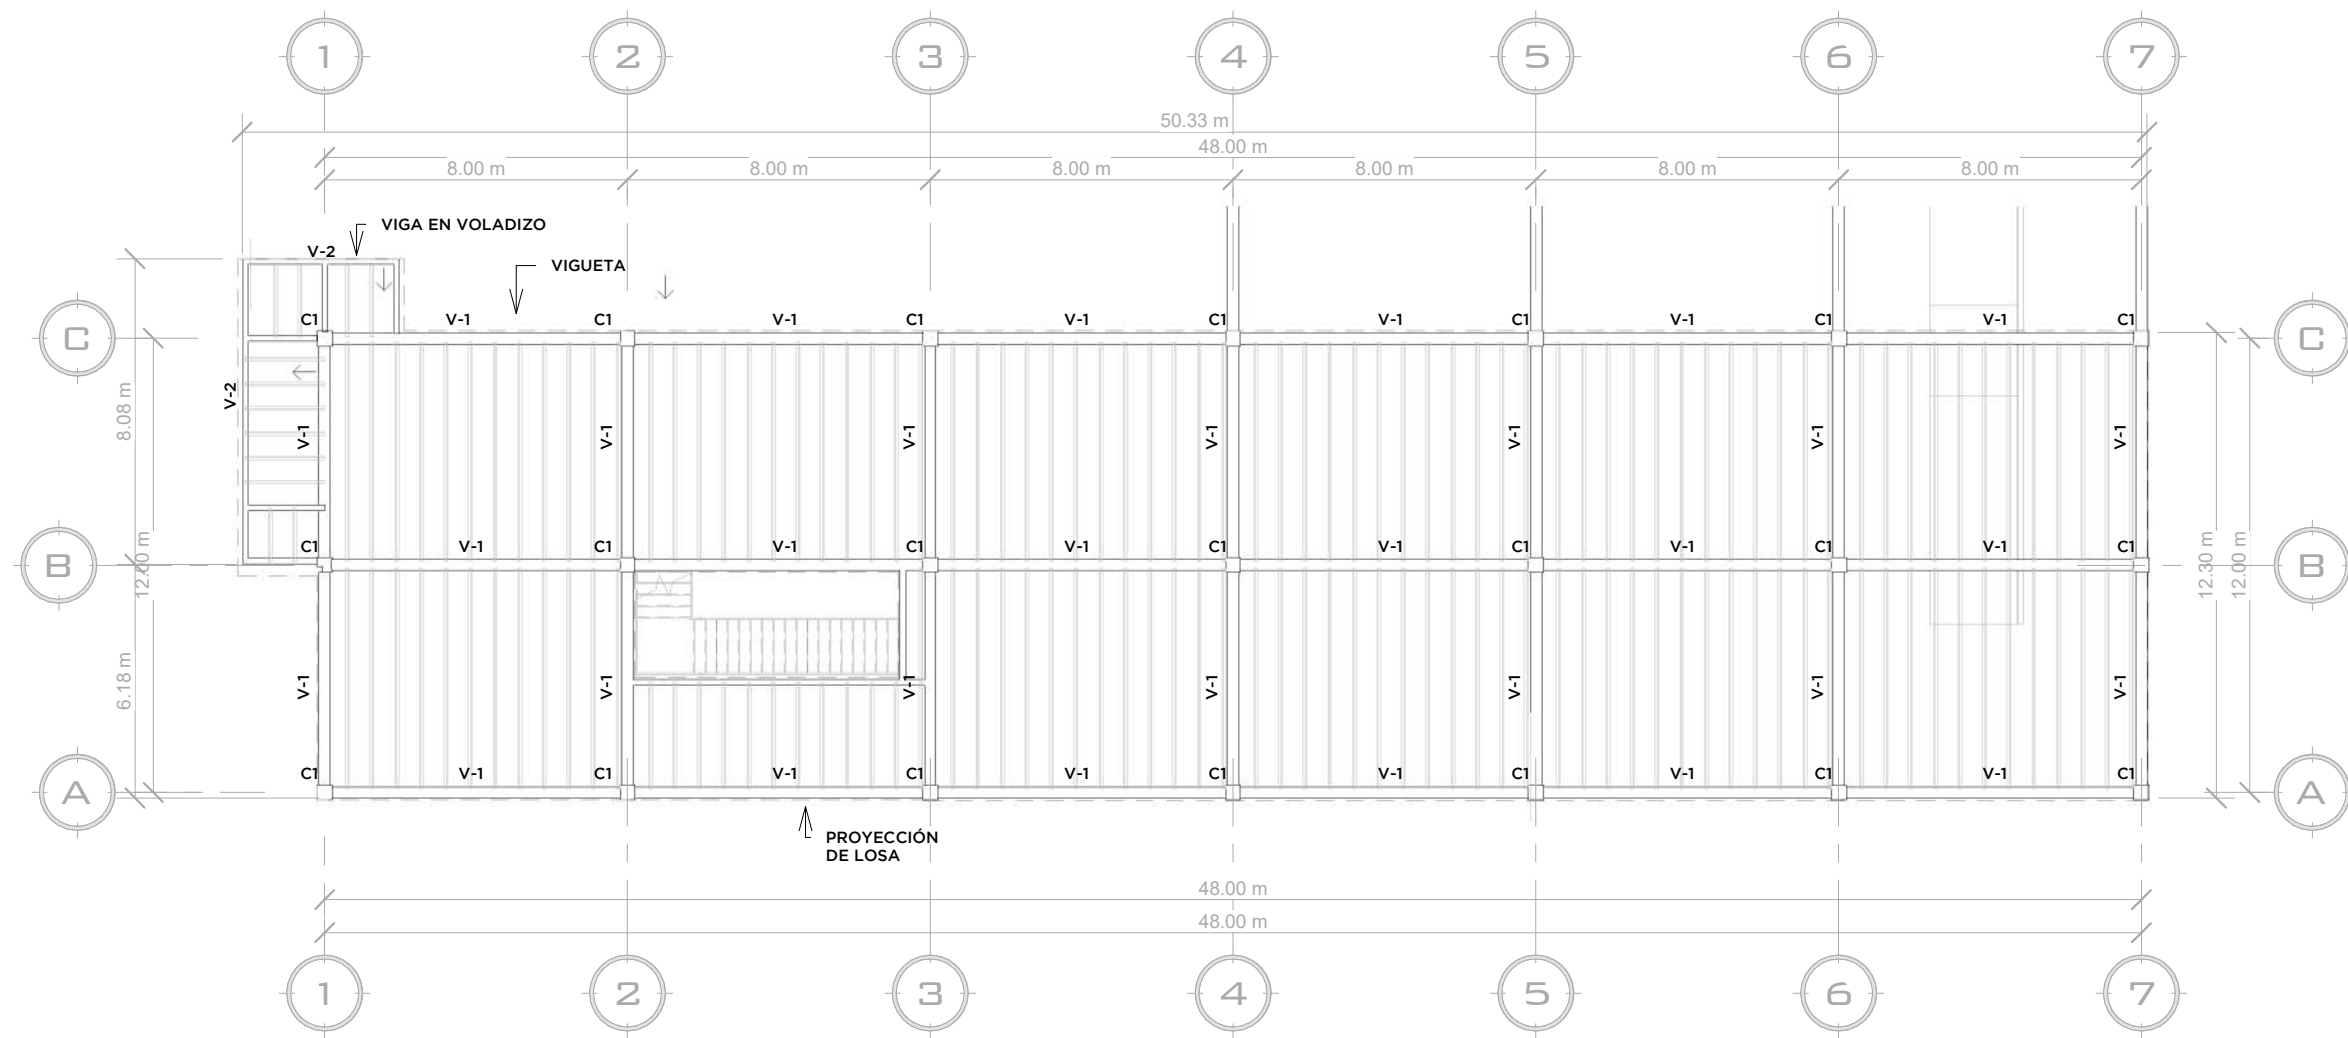 1 2 3 4 5 6 7
50.33 m
48.00 m
8.00 m 8.00 m 8.00 m 8.00 m 8.00 m 8.00 m
VIGA EN VOLADIZO
V-2
VIGUETA
C1 V-1 C1 V-1 C1 V-1 C1 V-1 C1 V-1 C1 V-1 C1
C C
V-2
8.08 m
V-1 V-1 V-1 V-1 V-1 V-1 V-1
C1 V-1 C1 V-1 C1 V-1 C1 V-1 C1 V-1 C1 V-1 C1
B B
12.00 m
12.30 m
12.00 m
6.18 m
V-1 V-1 V-1 V-1 V-1 V-1 V-1
C1 V-1 C1 V-1 C1 V-1 C1 V-1 C1 V-1 C1 V-1 C1
A A
PROYECCIÓN
DE LOSA
48.00 m
48.00 m
1 2 3 4 5 6 7